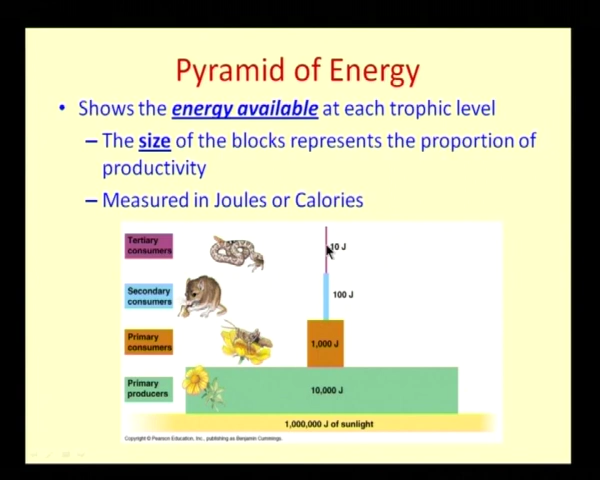 Pyramid of Energy
• Shows the energy available at each trophic level
– The size of the blocks represents the proportion of
productivity
– Measured in Joules or Calories
Tertiary
consumers
10 J
Secondary
consumers
100 J
Primary
consumers
1,000 J
Primary
producers
10,000 J
1,000,000 J of sunlight
Copyright © Pearson Education, Inc., publishing as Benjamin Cummings.